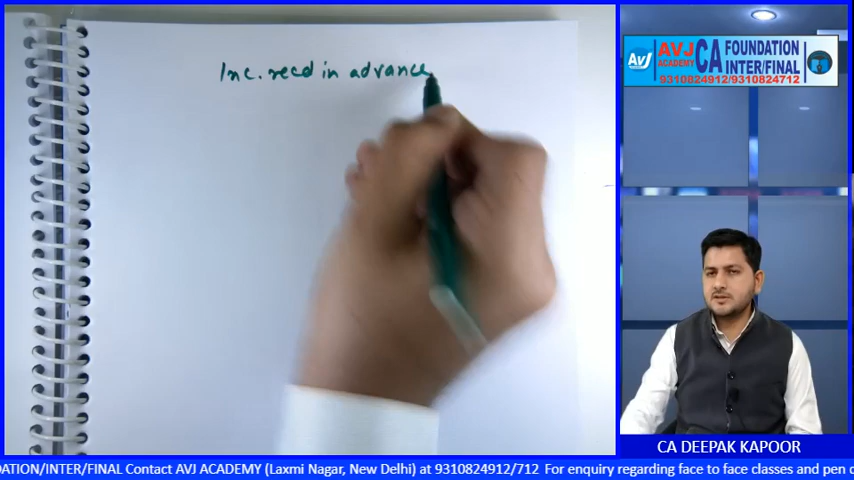 Inc. recd in advance
AVJ
AVJ
ACADEMY
CA
FOUNDATION
INTER/FINAL
9310824912/9310824712
CA DEEPAK KAPOOR
DATION/INTER/FINAL Contact AVJ ACADEMY (Laxmi Nagar, New Delhi) at 9310824912/712 For enquiry regarding face to face classes and pen d